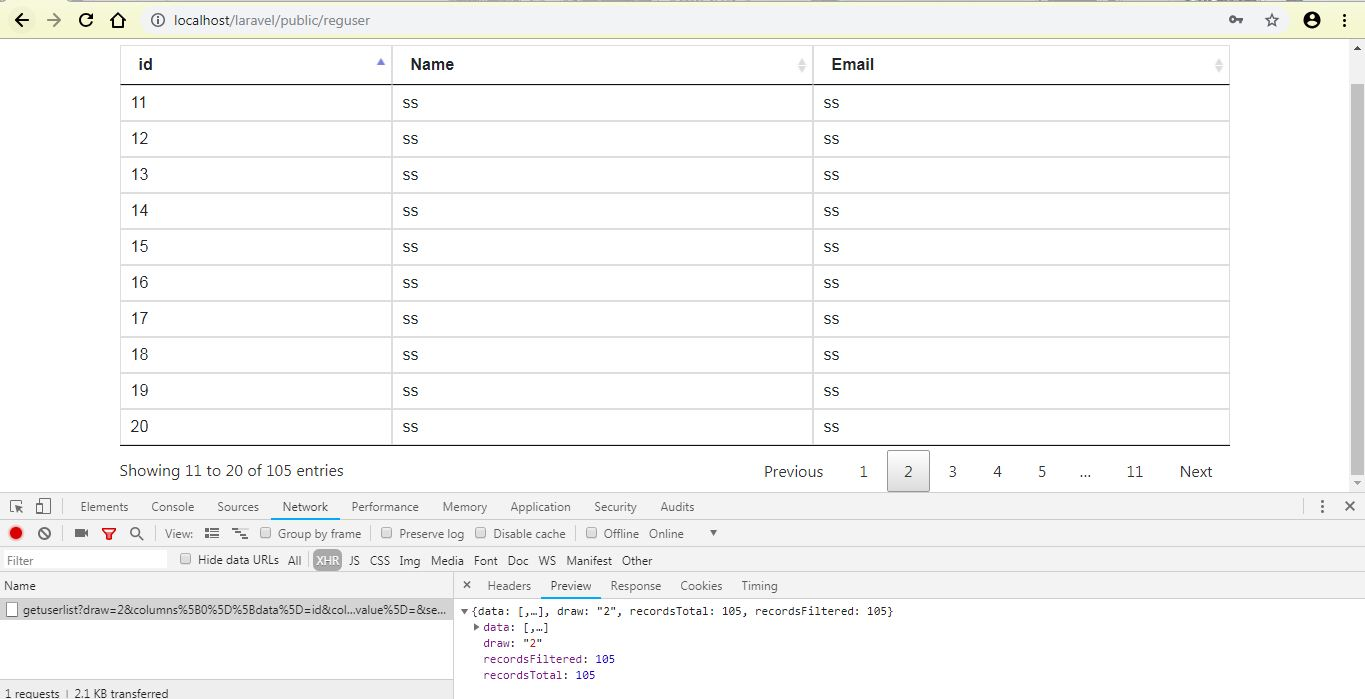 localhost/laravel/public/reguser
id Name Email
11 ss ss
12 ss ss
13 ss ss
14 ss ss
15 ss ss
16 ss ss
17 ss ss
18 ss ss
19 ss ss
20 ss ss
Showing 11 to 20 of 105 entries Previous 1 2 3 4 5 ... 11 Next
Elements Console Sources Network Performance Memory Application Security Audits
View: Group by frame Preserve log Disable cache Offline Online
Filter Hide data URLs All XHR JS CSS Img Media Font Doc WS Manifest Other
Name Headers Preview Response Cookies Timing
getuserlist?draw=2&columns%5B0%5D%5Bdata%5D=id&col...value%5D=&se... {data: [,…], draw: "2", recordsTotal: 105, recordsFiltered: 105}
data: [,…]
draw: "2"
recordsFiltered: 105
recordsTotal: 105
1 requests | 2.1 KB transferred